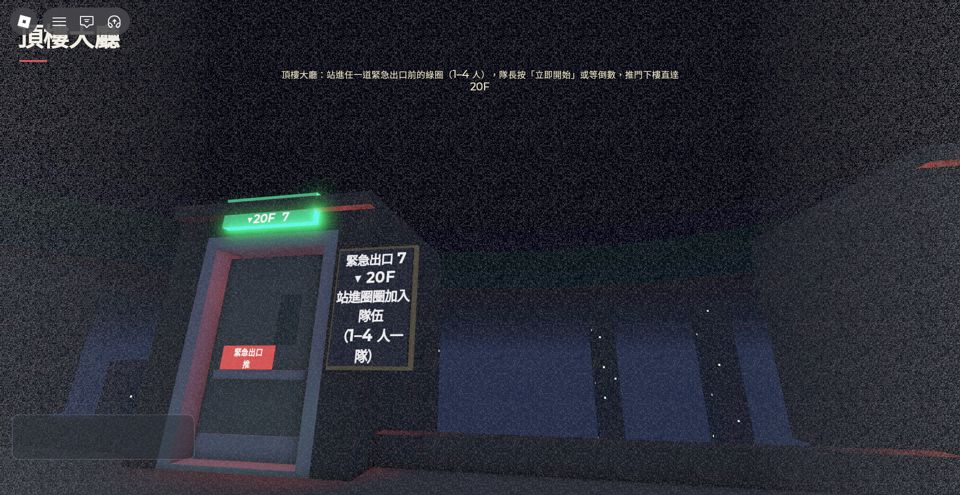 頂樓大廳
頂樓大廳：站進任一道緊急出口前的綠圈（1–4 人），隊長按「立即開始」或等倒數，推門下樓直達
20F
▼20F 7
緊急出口 7
▼ 20F
站進圈圈加入
隊伍
（1–4 人一
隊）
緊急出口
推